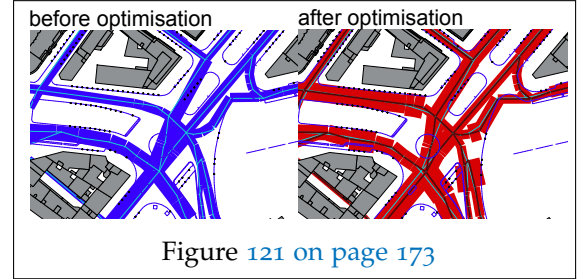 before optimisation
after optimisation
Figure 121 on page 173